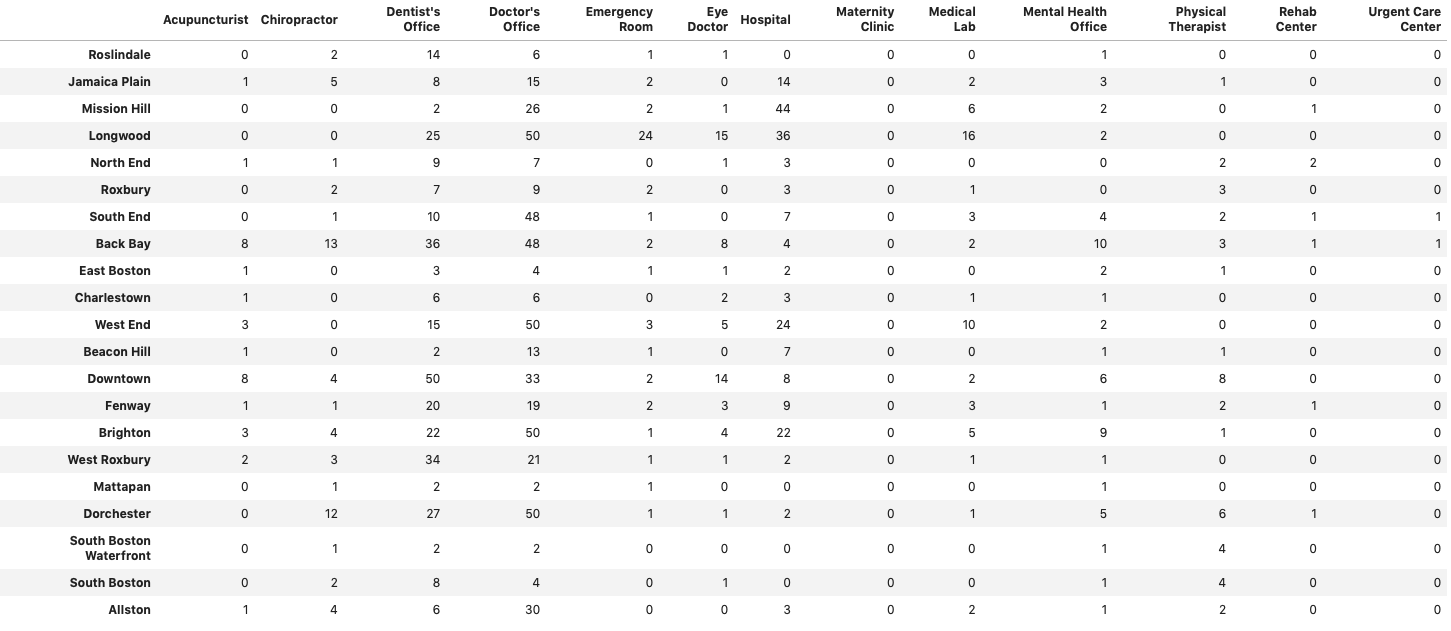 Acupuncturist Chiropractor Dentist's Office Doctor's Office Emergency Room Eye Doctor Hospital Maternity Clinic Medical Lab Mental Health Office Physical Therapist Rehab Center Urgent Care Center
Roslindale 0 2 14 6 1 1 0 0 0 1 0 0 0
Jamaica Plain 1 5 8 15 2 0 14 0 2 3 1 0 0
Mission Hill 0 0 2 26 2 1 44 0 6 2 0 1 0
Longwood 0 0 25 50 24 15 36 0 16 2 0 0 0
North End 1 1 9 7 0 1 3 0 0 0 2 2 0
Roxbury 0 2 7 9 2 0 3 0 1 0 3 0 0
South End 0 1 10 48 1 0 7 0 3 4 2 1 1
Back Bay 8 13 36 48 2 8 4 0 2 10 3 1 1
East Boston 1 0 3 4 1 1 2 0 0 2 1 0 0
Charlestown 1 0 6 6 0 2 3 0 1 1 0 0 0
West End 3 0 15 50 3 5 24 0 10 2 0 0 0
Beacon Hill 1 0 2 13 1 0 7 0 0 1 1 0 0
Downtown 8 4 50 33 2 14 8 0 2 6 8 0 0
Fenway 1 1 20 19 2 3 9 0 3 1 2 1 0
Brighton 3 4 22 50 1 4 22 0 5 9 1 0 0
West Roxbury 2 3 34 21 1 1 2 0 1 1 0 0 0
Mattapan 0 1 2 2 1 0 0 0 0 1 0 0 0
Dorchester 0 12 27 50 1 1 2 0 1 5 6 1 0
South Boston Waterfront 0 1 2 2 0 0 0 0 0 1 4 0 0
South Boston 0 2 8 4 0 1 0 0 0 1 4 0 0
Allston 1 4 6 30 0 0 3 0 2 1 2 0 0